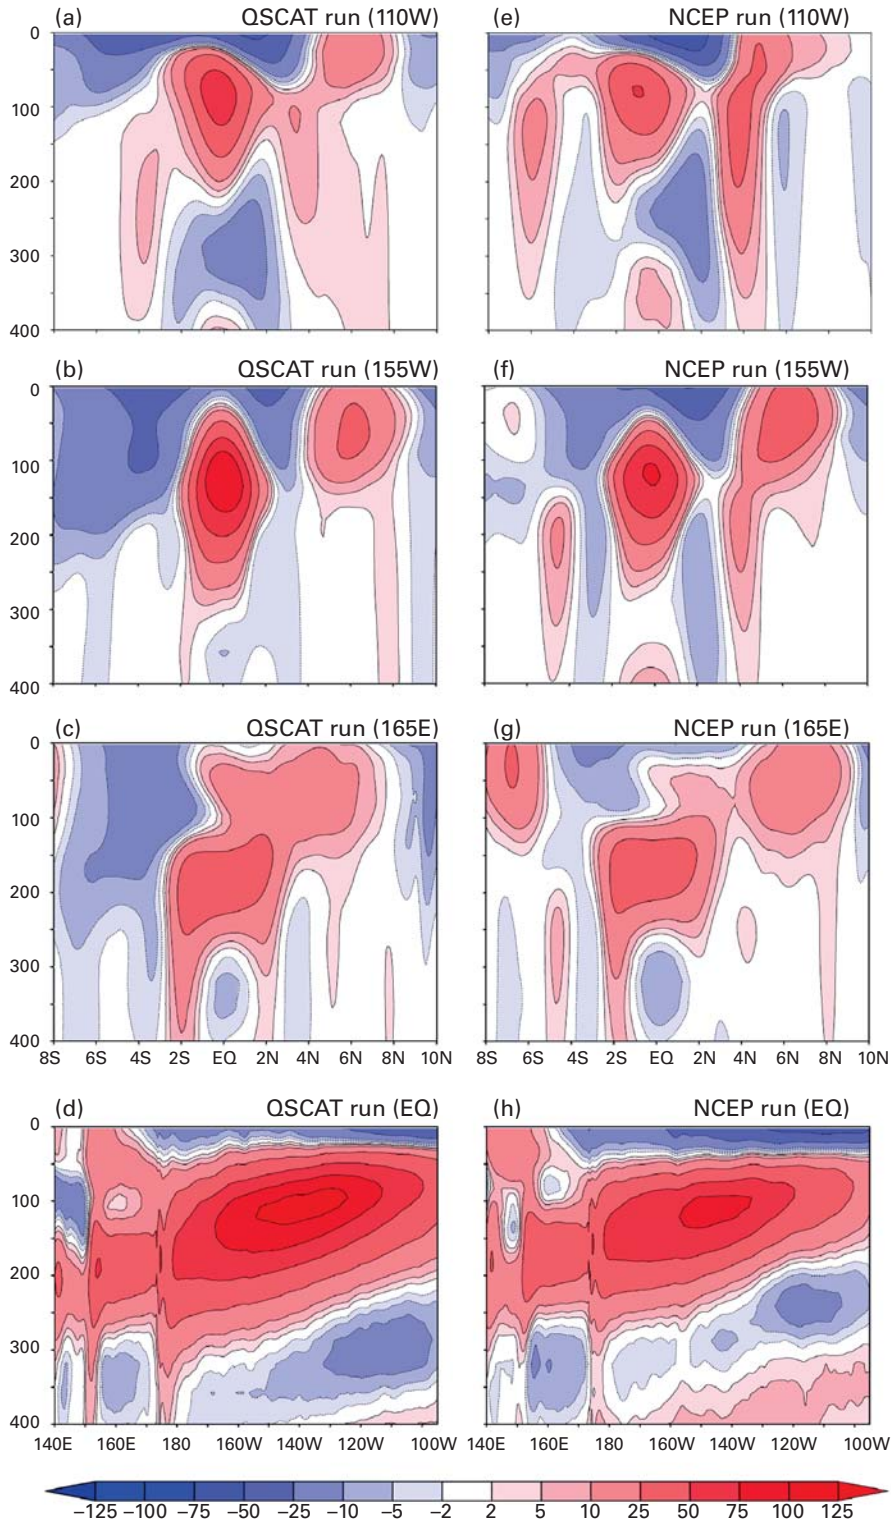 (a) QSCAT run (110W) (e) NCEP run (110W)
0
100
200
300
400
(b) QSCAT run (155W) (f) NCEP run (155W)
0
100
200
300
400
(c) QSCAT run (165E) (g) NCEP run (165E)
0
100
200
300
400
8S 6S 4S 2S EQ 2N 4N 6N 8N 10N 8S 6S 4S 2S EQ 2N 4N 6N 8N 10N
(d) QSCAT run (EQ) (h) NCEP run (EQ)
0
100
200
300
400
140E 160E 180 160W 140W 120W 100W 140E 160E 180 160W 140W 120W 100W
−125 −100 −75 −50 −25 −10 −5 −2 2 5 10 25 50 75 100 125